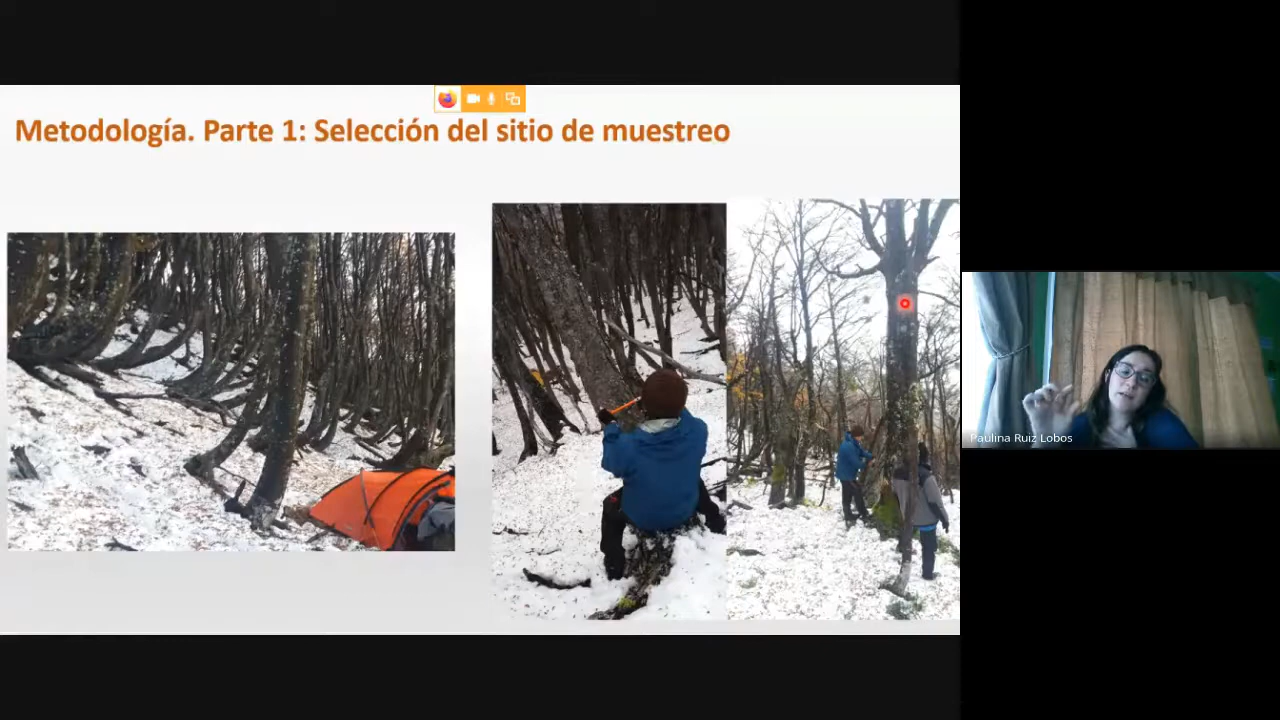 Metodología. Parte 1: Selección del sitio de muestreo
Paulina Ruiz Lobos